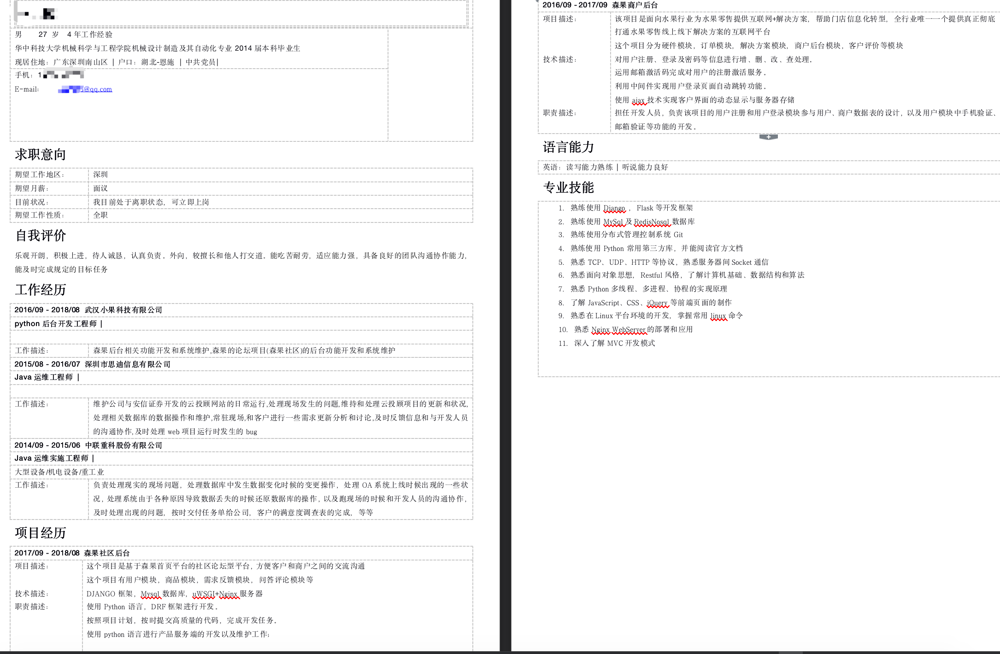 男 27 岁 4 年工作经验
华中科技大学机械科学与工程学院机械设计制造及其自动化专业 2014 届本科毕业生
现居住地：广东深圳南山区 | 户口：湖北-恩施 | 中共党员|
手机：1
E-mail: @qq.com
求职意向
期望工作地区： 深圳
期望月薪： 面议
目前状况： 我目前处于离职状态，可立即上岗
期望工作性质： 全职
自我评价
乐观开朗，积极上进，待人诚恳，认真负责。外向，较擅长和他人打交道。能吃苦耐劳，适应能力强，具备良好的团队沟通协作能力，
能及时完成规定的目标任务
工作经历
2016/09 - 2018/08 武汉小果科技有限公司
python 后台开发工程师 |
工作描述： 森果后台相关功能开发和系统维护,森果的论坛项目(森果社区)的后台功能开发和系统维护
2015/08 - 2016/07 深圳市思迪信息有限公司
Java 运维工程师 |
工作描述： 维护公司与安信证券开发的云投顾网站的日常运行,处理现场发生的问题,维持和处理云投顾项目的更新和状况,
处理相关数据库的数据操作和维护,常驻现场,和客户进行一些需求更新分析和讨论,及时反馈信息和与开发人员
的沟通协作,及时处理 web 项目运行时发生的 bug
2014/09 - 2015/06 中联重科股份有限公司
Java 运维实施工程师 |
大型设备/机电设备/重工业
工作描述： 负责处理现实的现场问题，处理数据库中发生数据变化时候的变更操作，处理 OA 系统上线时候出现的一些状
况，处理系统由于各种原因导致数据丢失的时候还原数据库的操作，以及跑现场的时候和开发人员的沟通协作，
及时处理出现的问题，按时交付任务单给公司，客户的满意度调查表的完成，等等
项目经历
2017/09 - 2018/08 森果社区后台
项目描述： 这个项目是基于森果首页平台的社区论坛型平台，方便客户和商户之间的交流沟通
这个项目有用户模块，商品模块，需求反馈模块，问答评论模块等
技术描述： DJANGO 框架，Mysql 数据库，uWSGI+Nginx 服务器
职责描述： 使用 Python 语言，DRF 框架进行开发。
按照项目计划，按时提交高质量的代码，完成开发任务。
使用 python 语言进行产品服务端的开发以及维护工作;
2016/09 - 2017/09 森果商户后台
项目描述： 该项目是面向水果行业为水果零售提供互联网+解决方案，帮助门店信息化转型，全行业唯一一个提供真正彻底
打通水果零售线上线下解决方案的互联网平台
这个项目分为硬件模块，订单模块，解决方案模块，商户后台模块，客户评价等模块
技术描述： 对用户注册、登录及密码等信息进行增、删、改、查处理。
运用邮箱激活码完成对用户的注册激活服务。
利用中间件实现用户登录页面自动跳转功能。
使用 ajax 技术实现客户界面的动态显示与服务器存储
职责描述： 担任开发人员，负责该项目的用户注册和用户登录模块参与用户、商户数据表的设计，以及用户模块中手机验证、
邮箱验证等功能的开发。
语言能力
英语：读写能力熟练 | 听说能力良好
专业技能
1. 熟练使用 Django ，Flask 等开发框架
2. 熟练使用 MySql 及 RedisNosql 数据库
3. 熟练使用分布式管理控制系统 Git
4. 熟练使用 Python 常用第三方库，并能阅读官方文档
5. 熟悉 TCP、UDP、HTTP 等协议，熟悉服务器间 Socket 通信
6. 熟悉面向对象思想，Restful 风格，了解计算机基础、数据结构和算法
7. 熟悉 Python 多线程、多进程、协程的实现原理
8. 了解 JavaScript、CSS、jQuery 等前端页面的制作
9. 熟悉在 Linux 平台环境的开发，掌握常用 linux 命令
10. 熟悉 Nginx WebServer 的部署和应用
11. 深入了解 MVC 开发模式